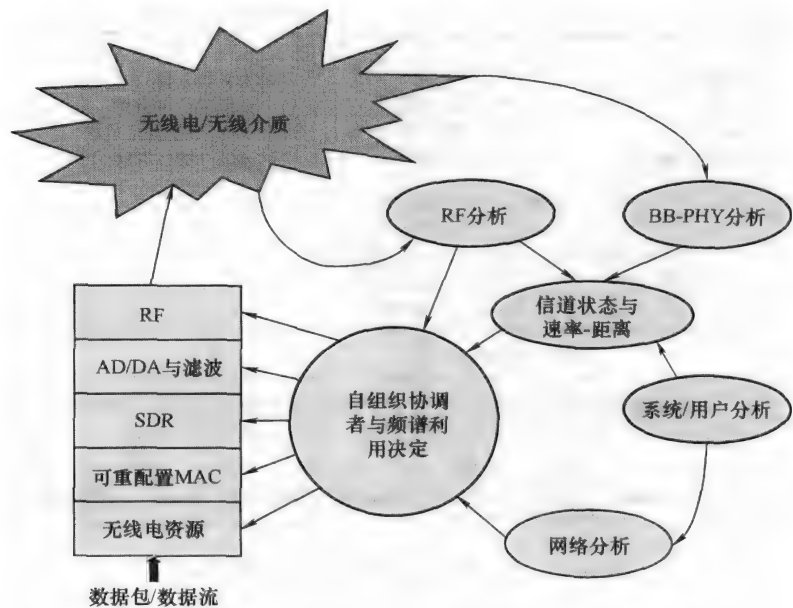 无线电/无线介质
RF分析
BB-PHY分析
信道状态与
速率-距离
RF
AD/DA与滤波
SDR
可重配置MAC
无线电资源
自组织协调
者与频谱利
用决定
系统/用户分析
网络分析
数据包/数据流